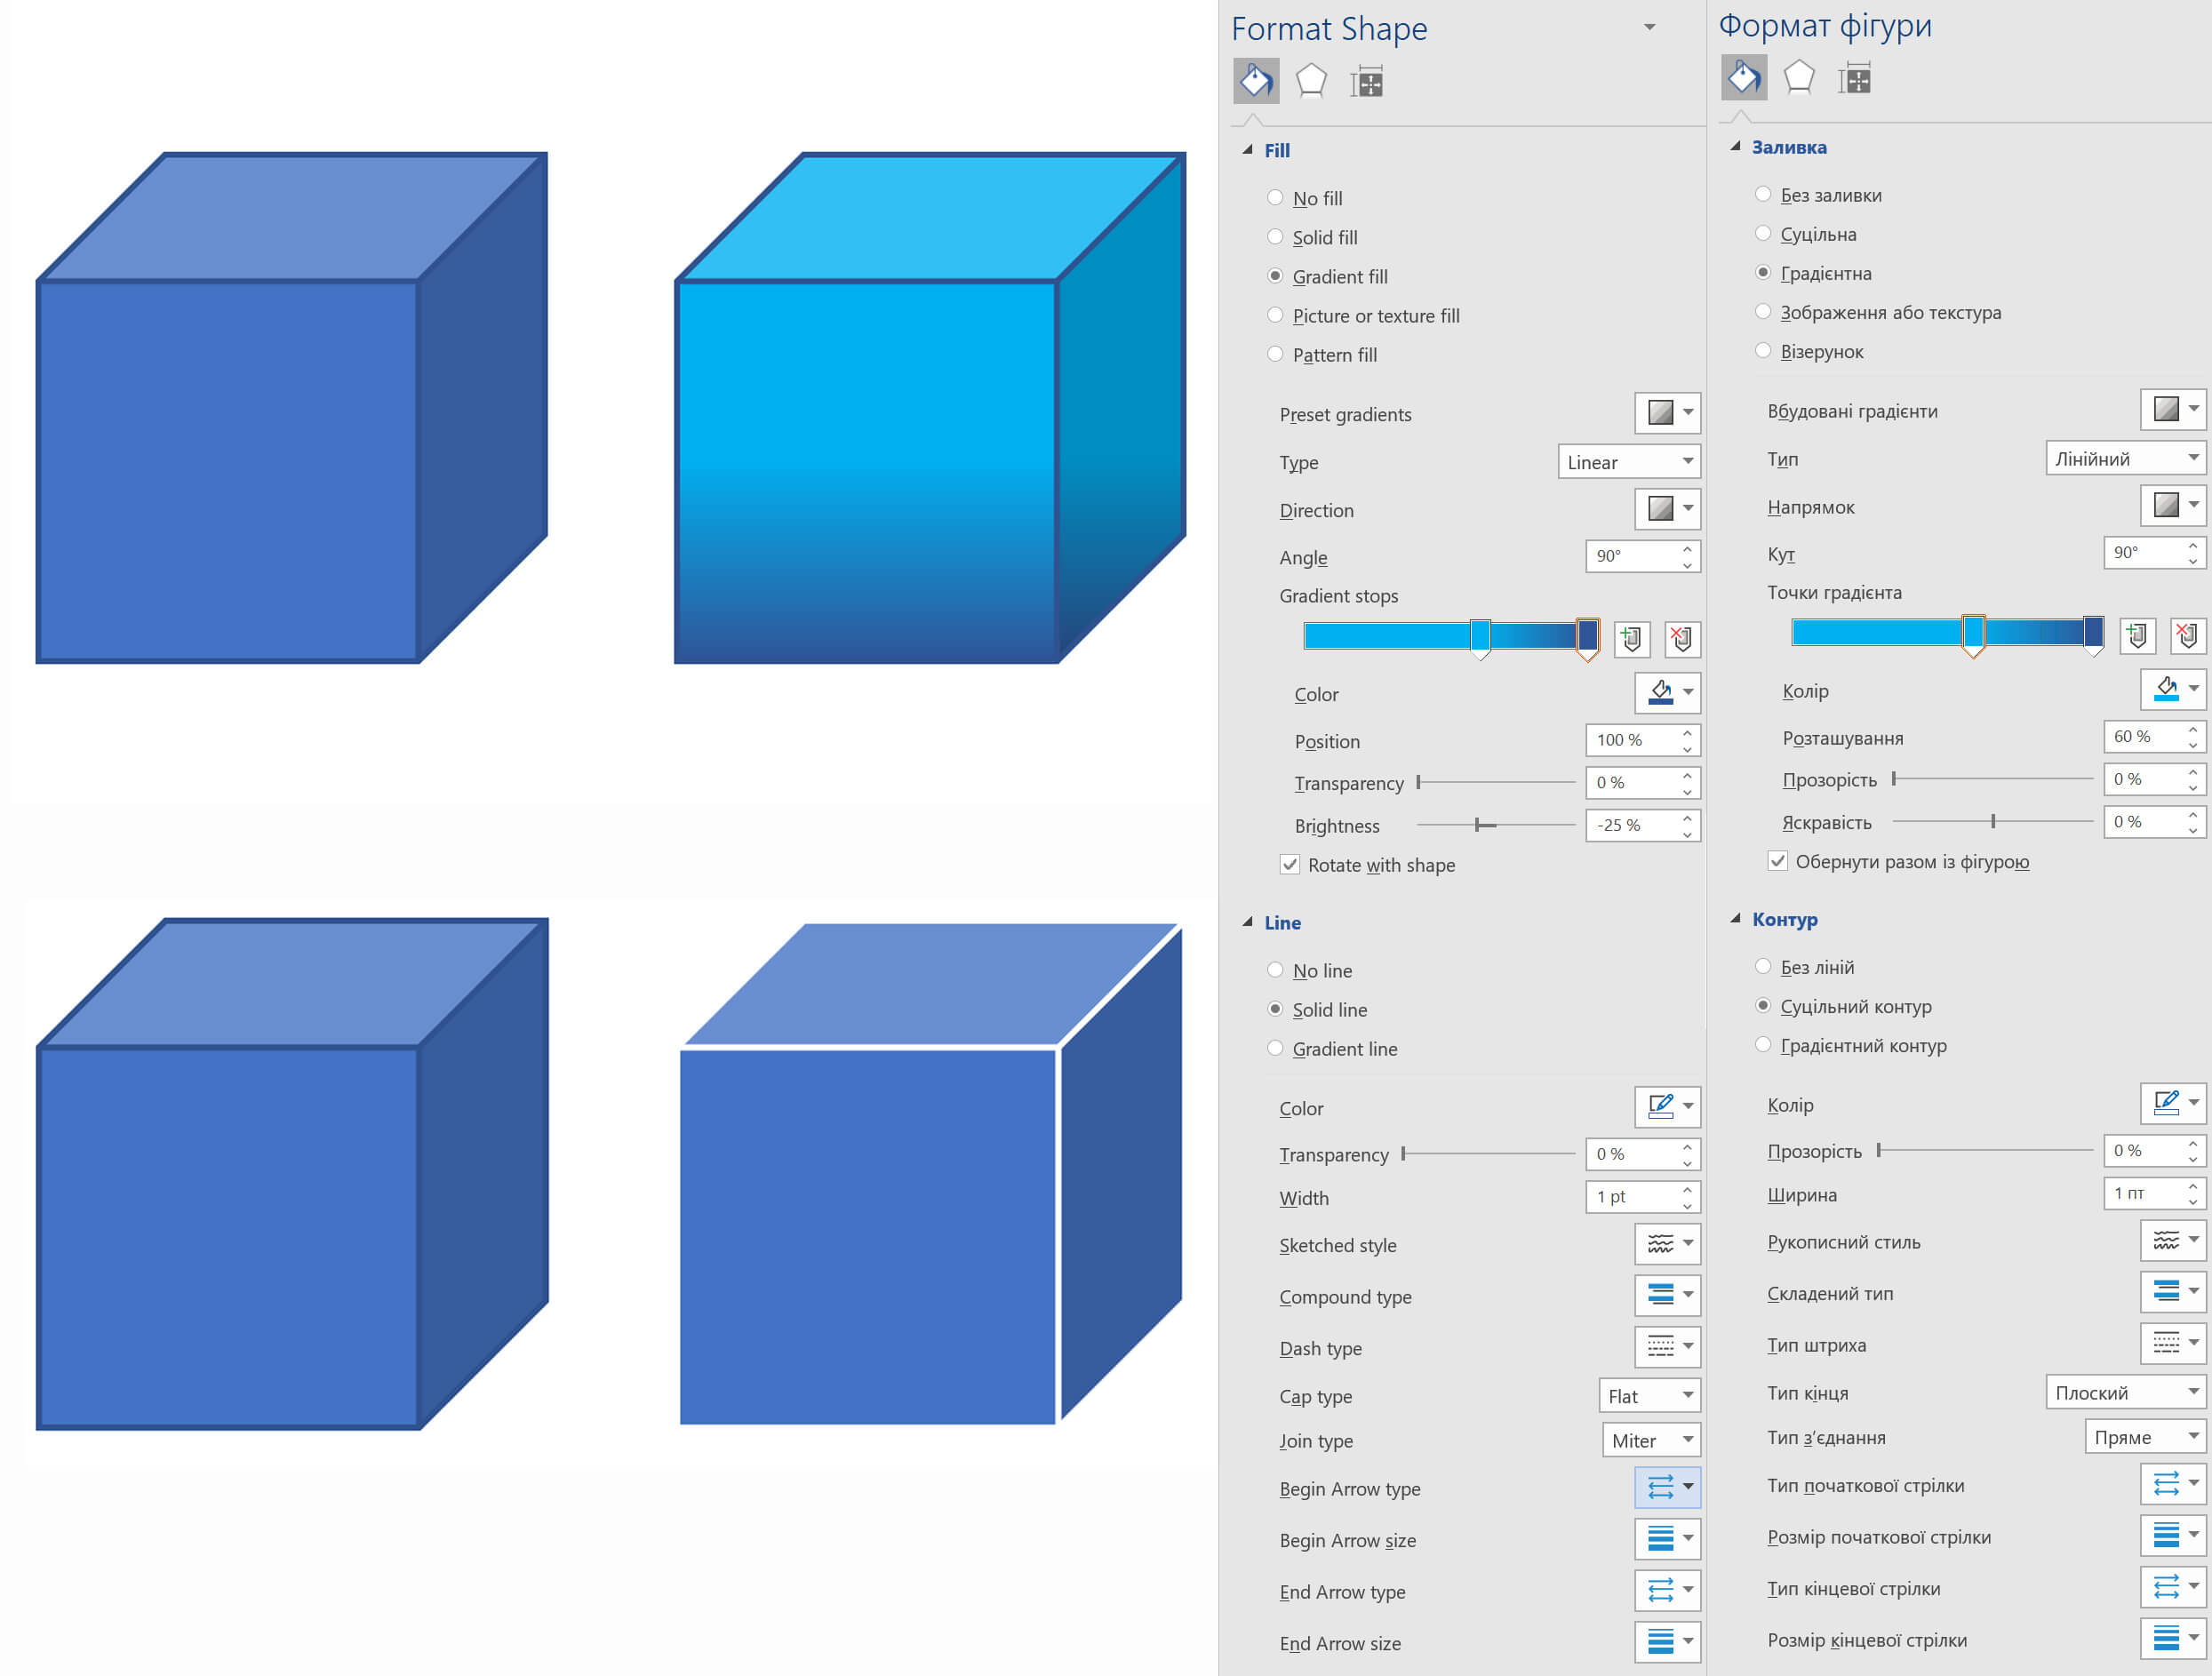 Format Shape
Fill
No fill
Solid fill
Gradient fill
Picture or texture fill
Pattern fill
Preset gradients
Type Linear
Direction
Angle 90°
Gradient stops
Color
Position 100 %
Transparency 0 %
Brightness -25 %
Rotate with shape
Line
No line
Solid line
Gradient line
Color
Transparency 0 %
Width 1 pt
Sketched style
Compound type
Dash type
Cap type Flat
Join type Miter
Begin Arrow type
Begin Arrow size
End Arrow type
End Arrow size
Формат фігури
Заливка
Без заливки
Суцільна
Градієнтна
Зображення або текстура
Візерунок
Вбудовані градієнти
Тип Лінійний
Напрямок
Кут 90°
Точки градієнта
Колір
Розташування 60 %
Прозорість 0 %
Яскравість 0 %
Обернути разом із фігурою
Контур
Без ліній
Суцільний контур
Градієнтний контур
Колір
Прозорість 0 %
Ширина 1 пт
Рукописний стиль
Складений тип
Тип штриха
Тип кінця Плоский
Тип з’єднання Пряме
Тип початкової стрілки
Розмір початкової стрілки
Тип кінцевої стрілки
Розмір кінцевої стрілки